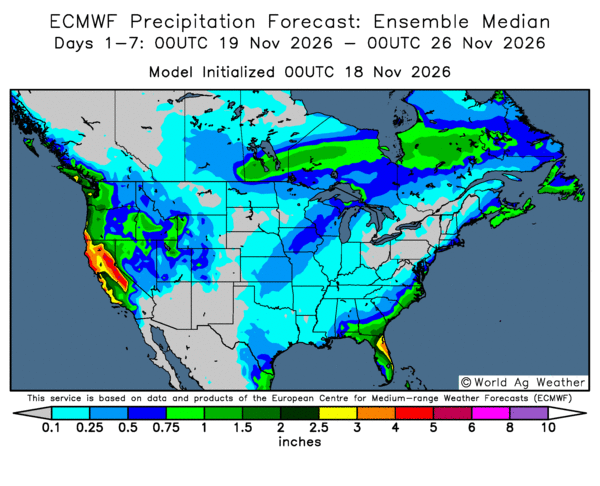 ECMWF Precipitation Forecast: Ensemble Median
Days 1-7: 00UTC 19 Nov 2026 - 00UTC 26 Nov 2026
Model Initialized 00UTC 18 Nov 2026
© World Ag Weather
This service is based on data and products of the European Centre for Medium-range Weather Forecasts (ECMWF)
0.1 0.25 0.5 0.75 1 1.5 2 2.5 3 4 5 6 8 10
inches